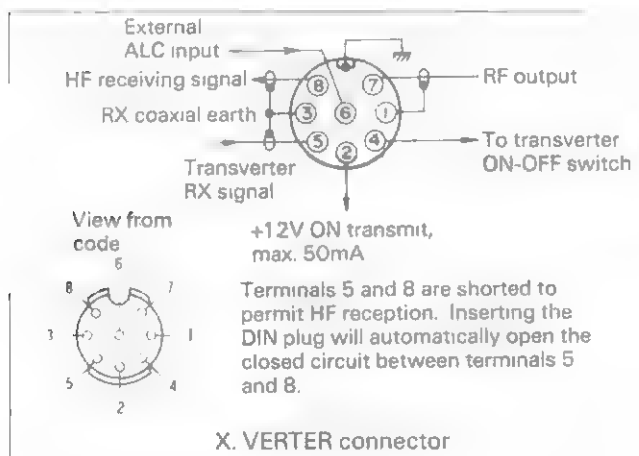 External
ALC input
HF receiving signal
RF output
8
7
RX coaxial earth
3
6
1
5
4
2
To transverter
ON-OFF switch
Transverter
RX signal
+12V ON transmit,
max. 50mA
View from
code
6
8
7
3
1
5
4
2
Terminals 5 and 8 are shorted to
permit HF reception. Inserting the
DIN plug will automatically open the
closed circuit between terminals 5
and 8.
X. VERTER connector